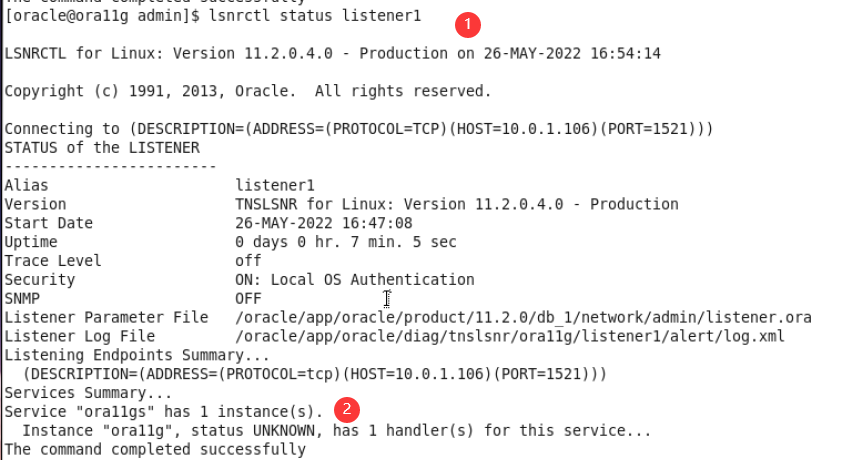 The command completed successfully
[oracle@ora11g admin]$ lsnrctl status listener1
1
LSNRCTL for Linux: Version 11.2.0.4.0 - Production on 26-MAY-2022 16:54:14
Copyright (c) 1991, 2013, Oracle.  All rights reserved.
Connecting to (DESCRIPTION=(ADDRESS=(PROTOCOL=TCP)(HOST=10.0.1.106)(PORT=1521)))
STATUS of the LISTENER
------------------------
Alias                     listener1
Version                   TNSLSNR for Linux: Version 11.2.0.4.0 - Production
Start Date                26-MAY-2022 16:47:08
Uptime                    0 days 0 hr. 7 min. 5 sec
Trace Level               off
Security                  ON: Local OS Authentication
SNMP                      OFF
Listener Parameter File   /oracle/app/oracle/product/11.2.0/db_1/network/admin/listener.ora
Listener Log File         /oracle/app/oracle/diag/tnslsnr/ora11g/listener1/alert/log.xml
Listening Endpoints Summary...
  (DESCRIPTION=(ADDRESS=(PROTOCOL=tcp)(HOST=10.0.1.106)(PORT=1521)))
Services Summary...
Service "ora11gs" has 1 instance(s). 2
  Instance "ora11g", status UNKNOWN, has 1 handler(s) for this service...
The command completed successfully